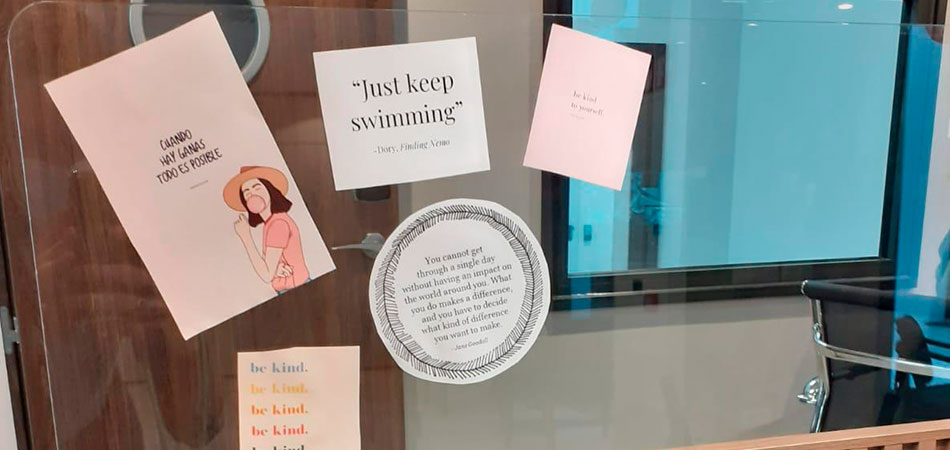 CUANDO
HAY GANAS
TODO ES POSIBLE
“Just keep
swimming”
-Dory, Finding Nemo
be kind
to yourself.
You cannot get
through a single day
without having an impact on
the world around you. What
you do makes a difference,
and you have to decide
what kind of difference
you want to make.
-Jane Goodall
be kind.
be kind.
be kind.
be kind.
be kind.